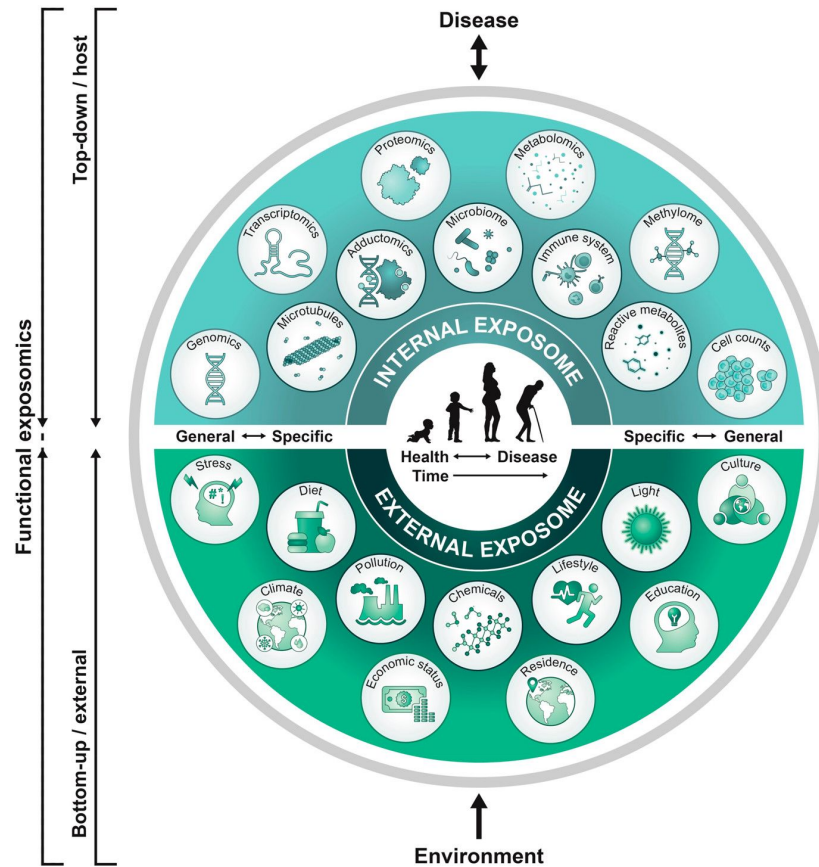 Disease
Functional exposomics
Top-down / host
Bottom-up / external
Proteomics
Metabolomics
Transcriptomics
Adductomics
Microbiome
Immune system
Methylome
Genomics
Microtubules
Reactive metabolites
Cell counts
INTERNAL EXPOSOME
General
Specific
Health
Disease
Time
Specific
General
EXTERNAL EXPOSOME
Stress
#*!
Diet
Light
Culture
Climate
Pollution
Chemicals
Lifestyle
Education
Economic status
$
Residence
Environment